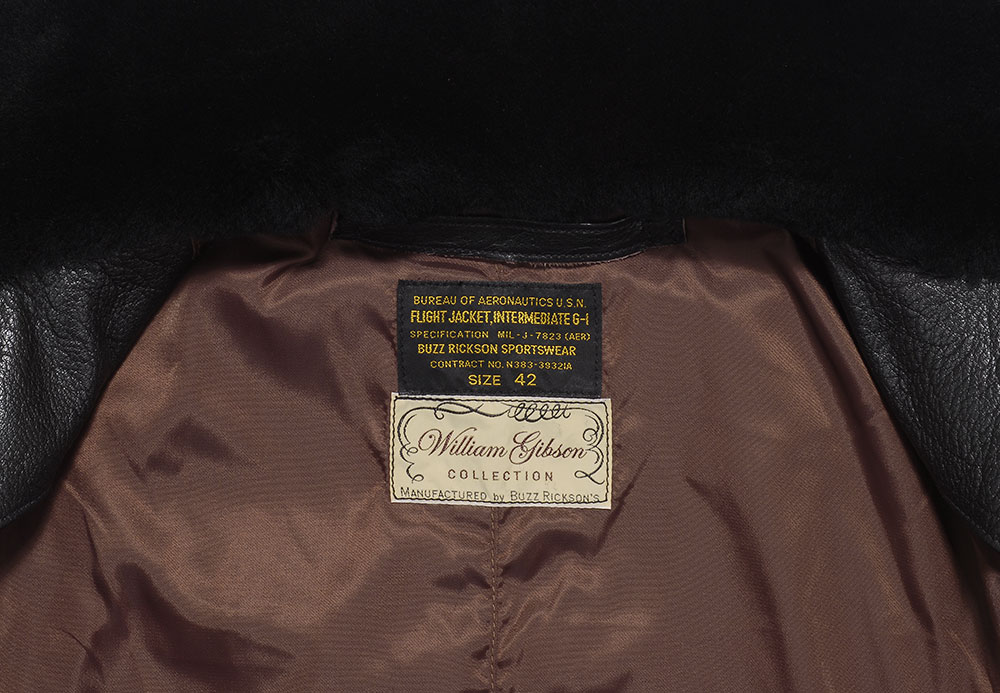 BUREAU OF AERONAUTICS U.S.N.
FLIGHT JACKET, INTERMEDIATE G-1
SPECIFICATION MIL-J-7823 (AER)
BUZZ RICKSON SPORTSWEAR
CONTRACT NO. N383-39321A
SIZE 42
William Gibson
COLLECTION
MANUFACTURED by BUZZ RICKSON'S